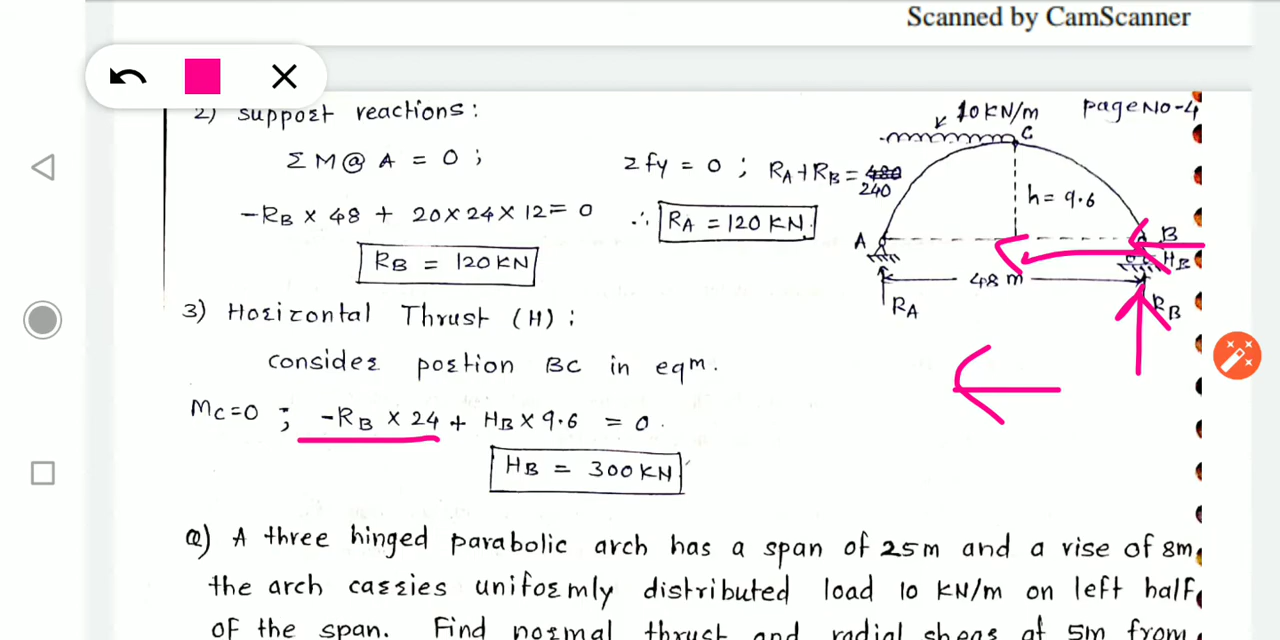 Scanned by CamScanner
2) support reactions:
10 KN/m
page NO-4
C
Σ M @ A = 0 ;
Σ fy = 0 ; RA + RB = 480
240
h = 9.6
-RB × 48 + 20 × 24 × 12 = 0
∴ RA = 120 KN.
A
B
RB = 120 KN
HB
48 m
RA
RB
3) Horizontal Thrust (H) :
consider portion BC in eqm.
MC = 0 ; -RB × 24 + HB × 9.6 = 0.
HB = 300 KN
Q) A three hinged parabolic arch has a span of 25m and a rise of 8m.
the arch carries uniformly distributed load 10 KN/m on left half
of the span. Find normal thrust and radial shear at 5m from